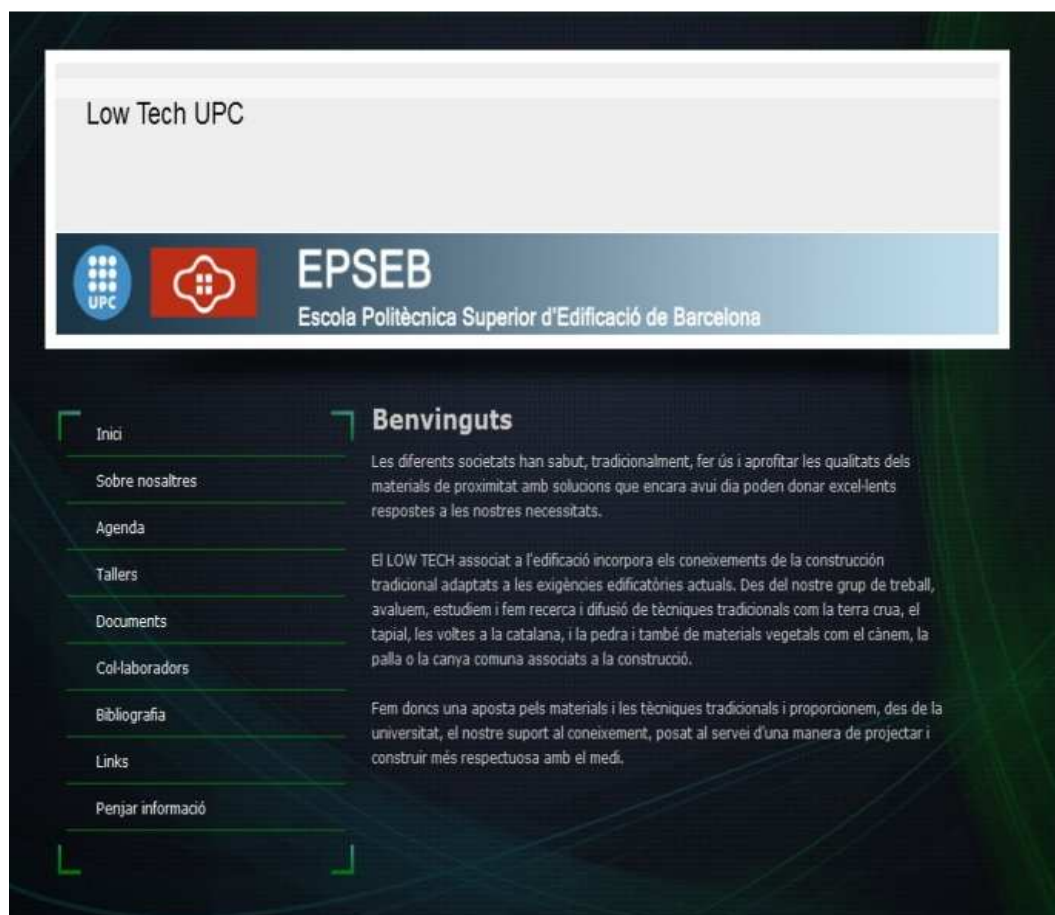 Low Tech UPC
UPC
EPSEB
Escola Politècnica Superior d'Edificació de Barcelona
Inici
Sobre nosaltres
Agenda
Tallers
Documents
Col·laboradors
Bibliografia
Links
Penjar informació
Benvinguts
Les diferents societats han sabut, tradicionalment, fer ús i aprofitar les qualitats dels
materials de proximitat amb solucions que encara avui dia poden donar excel·lents
respostes a les nostres necessitats.
El LOW TECH associat a l'edificació incorpora els coneixements de la construcción
tradicional adaptats a les exigències edificatòries actuals. Des del nostre grup de treball,
avaluem, estudiem i fem recerca i difusió de tècniques tradicionals com la terra crua, el
tapial, les voltes a la catalana, i la pedra i també de materials vegetals com el cànem, la
palla o la canya comuna associats a la construcció.
Fem doncs una aposta pels materials i les tècniques tradicionals i proporcionem, des de la
universitat, el nostre suport al coneixement, posat al servei d'una manera de projectar i
construir més respectuosa amb el medi.